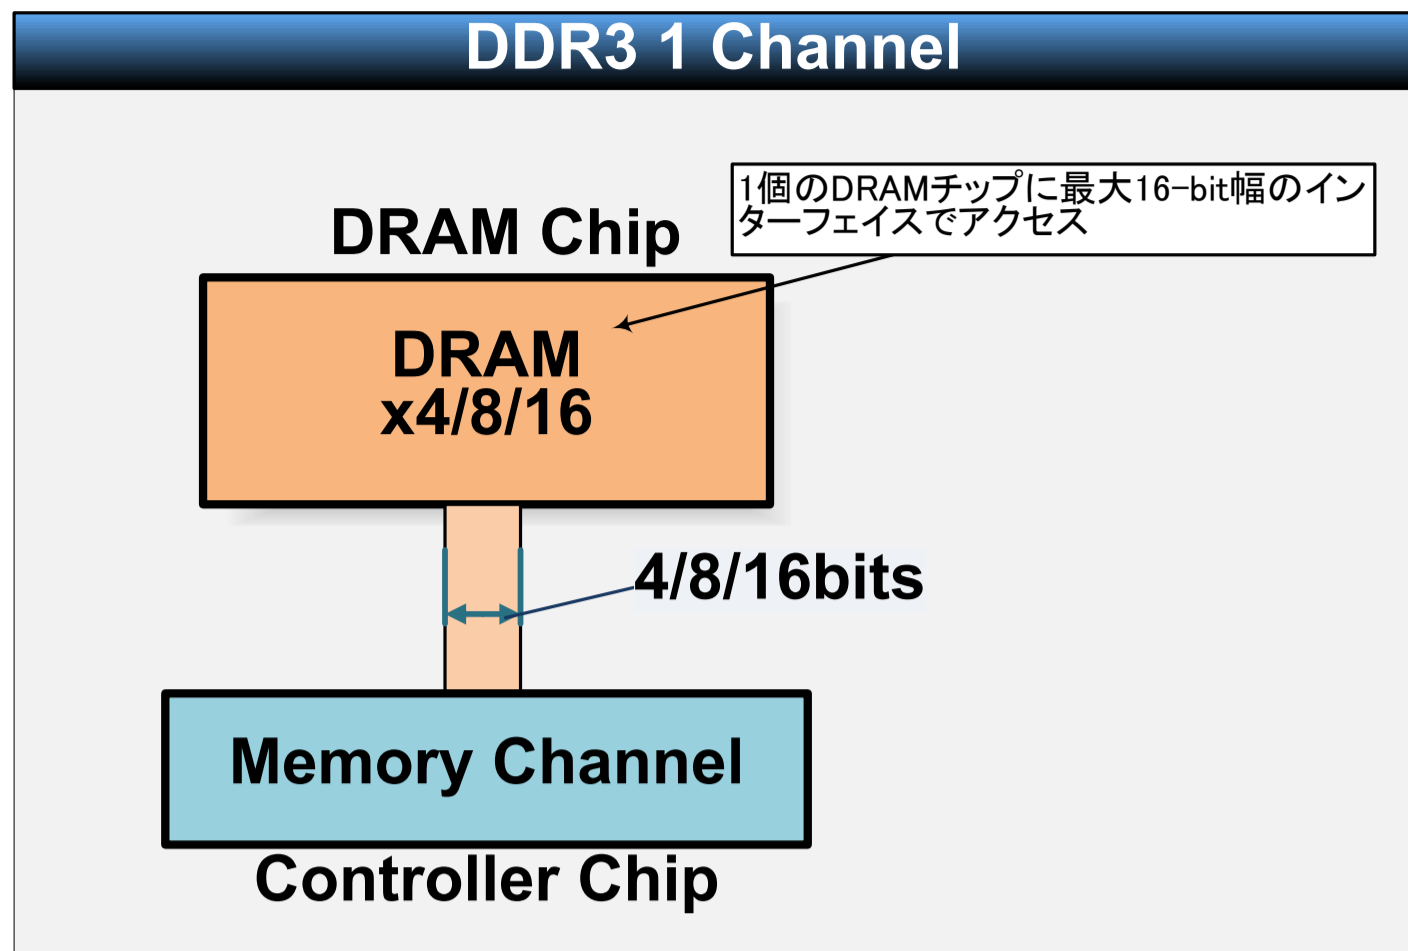 DDR3 1 Channel
1個のDRAMチップに最大16-bit幅のイン
ターフェイスでアクセス
DRAM Chip
DRAM
x4/8/16
4/8/16bits
Memory Channel
Controller Chip